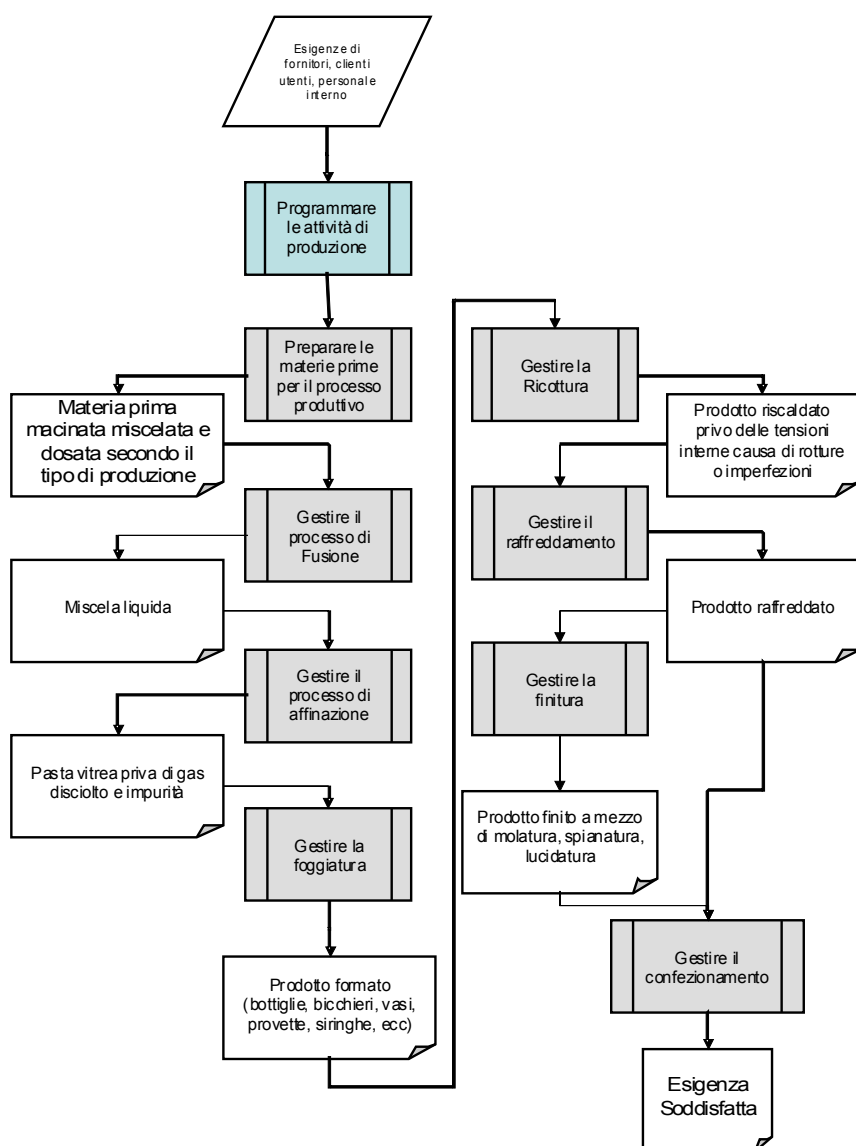 Esigenze di
fornitori, clienti
utenti, personale
interno
Programmare
le attività di
produzione
Preparare le
materie prime
per il processo
produttivo
Materia prima
macinata miscelata e
dosata secondo il
tipo di produzione
Gestire il
processo di
Fusione
Miscela liquida
Gestire il
processo di
affinazione
Pasta vitrea priva di gas
disciolto e impurità
Gestire la
foggiatura
Prodotto formato
(bottiglie, bicchieri, vasi,
provette, siringhe, ecc)
Gestire la
Ricottura
Prodotto riscaldato
privo delle tensioni
interne causa di rotture
o imperfezioni
Gestire il
raffreddamento
Prodotto raffreddato
Gestire la
finitura
Prodotto finito a mezzo
di molatura, spianatura,
lucidatura
Gestire il
confezionamento
Esigenza
Soddisfatta